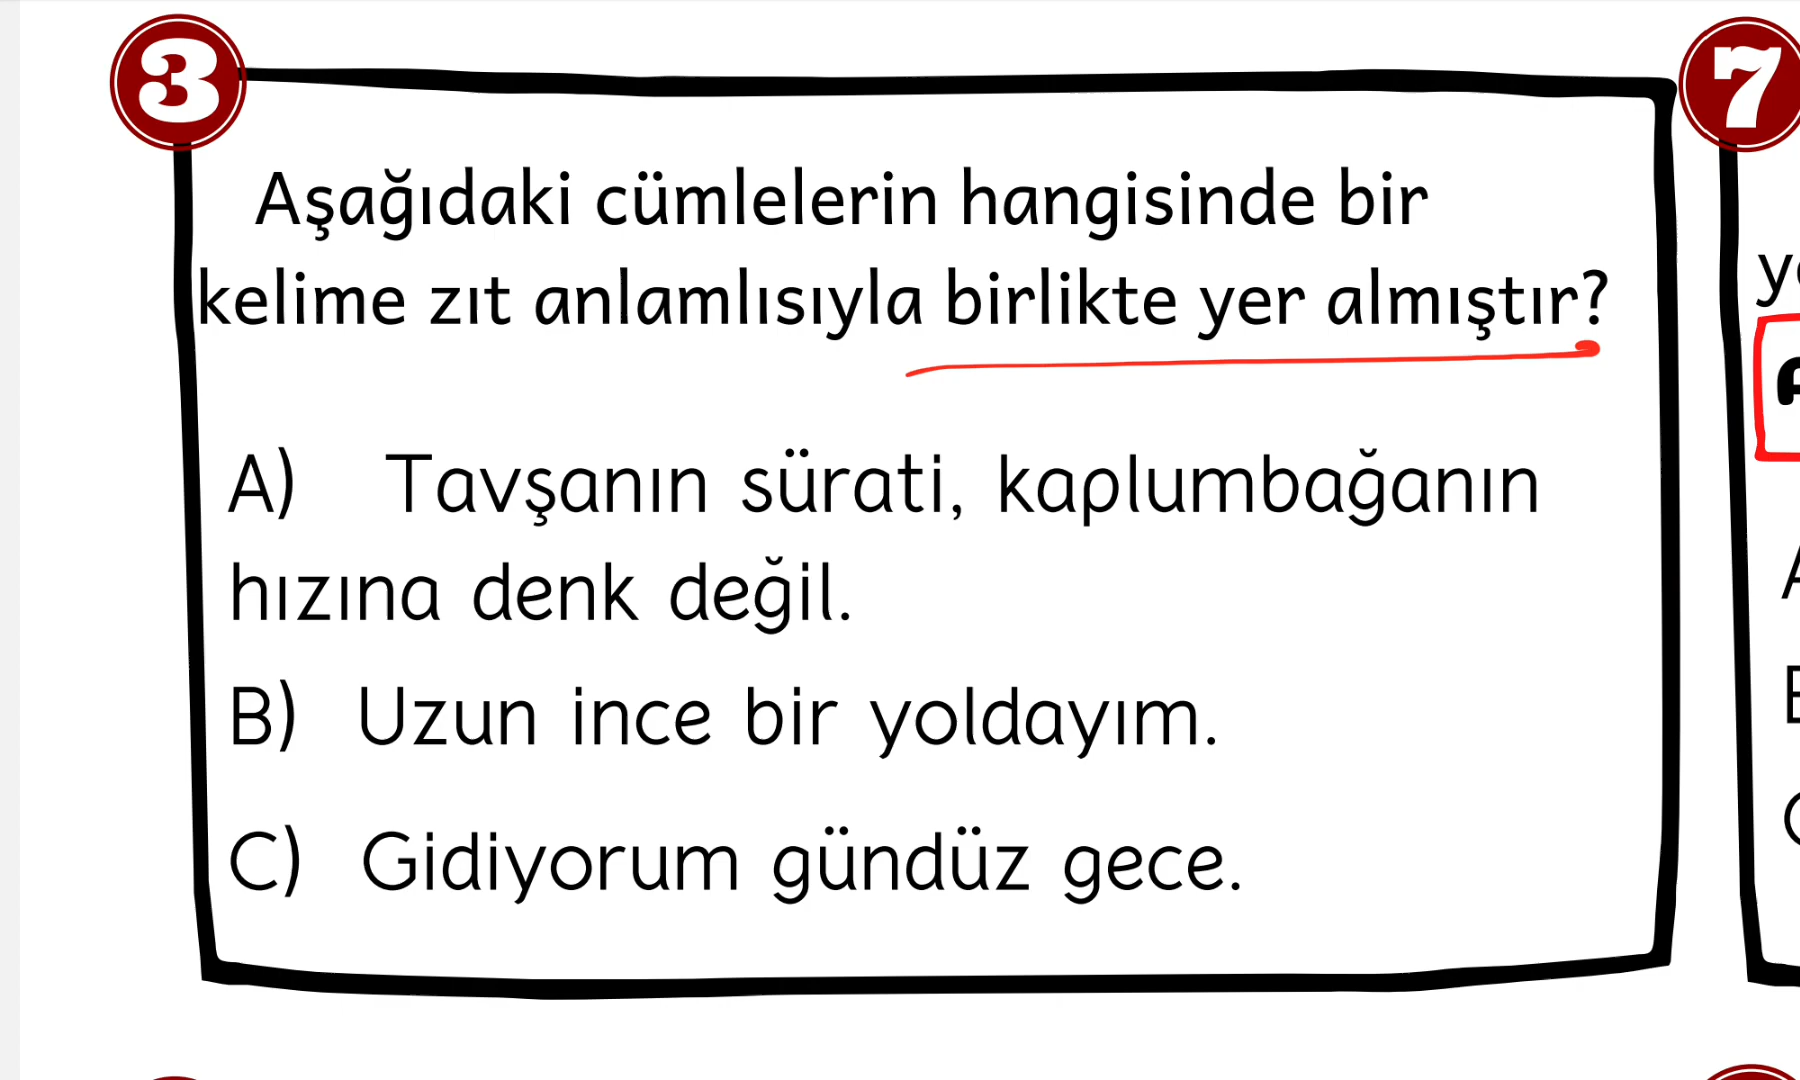 3
Aşağıdaki cümlelerin hangisinde bir
kelime zıt anlamlısıyla birlikte yer almıştır?
A) Tavşanın sürati, kaplumbağanın
hızına denk değil.
B) Uzun ince bir yoldayım.
C) Gidiyorum gündüz gece.
7